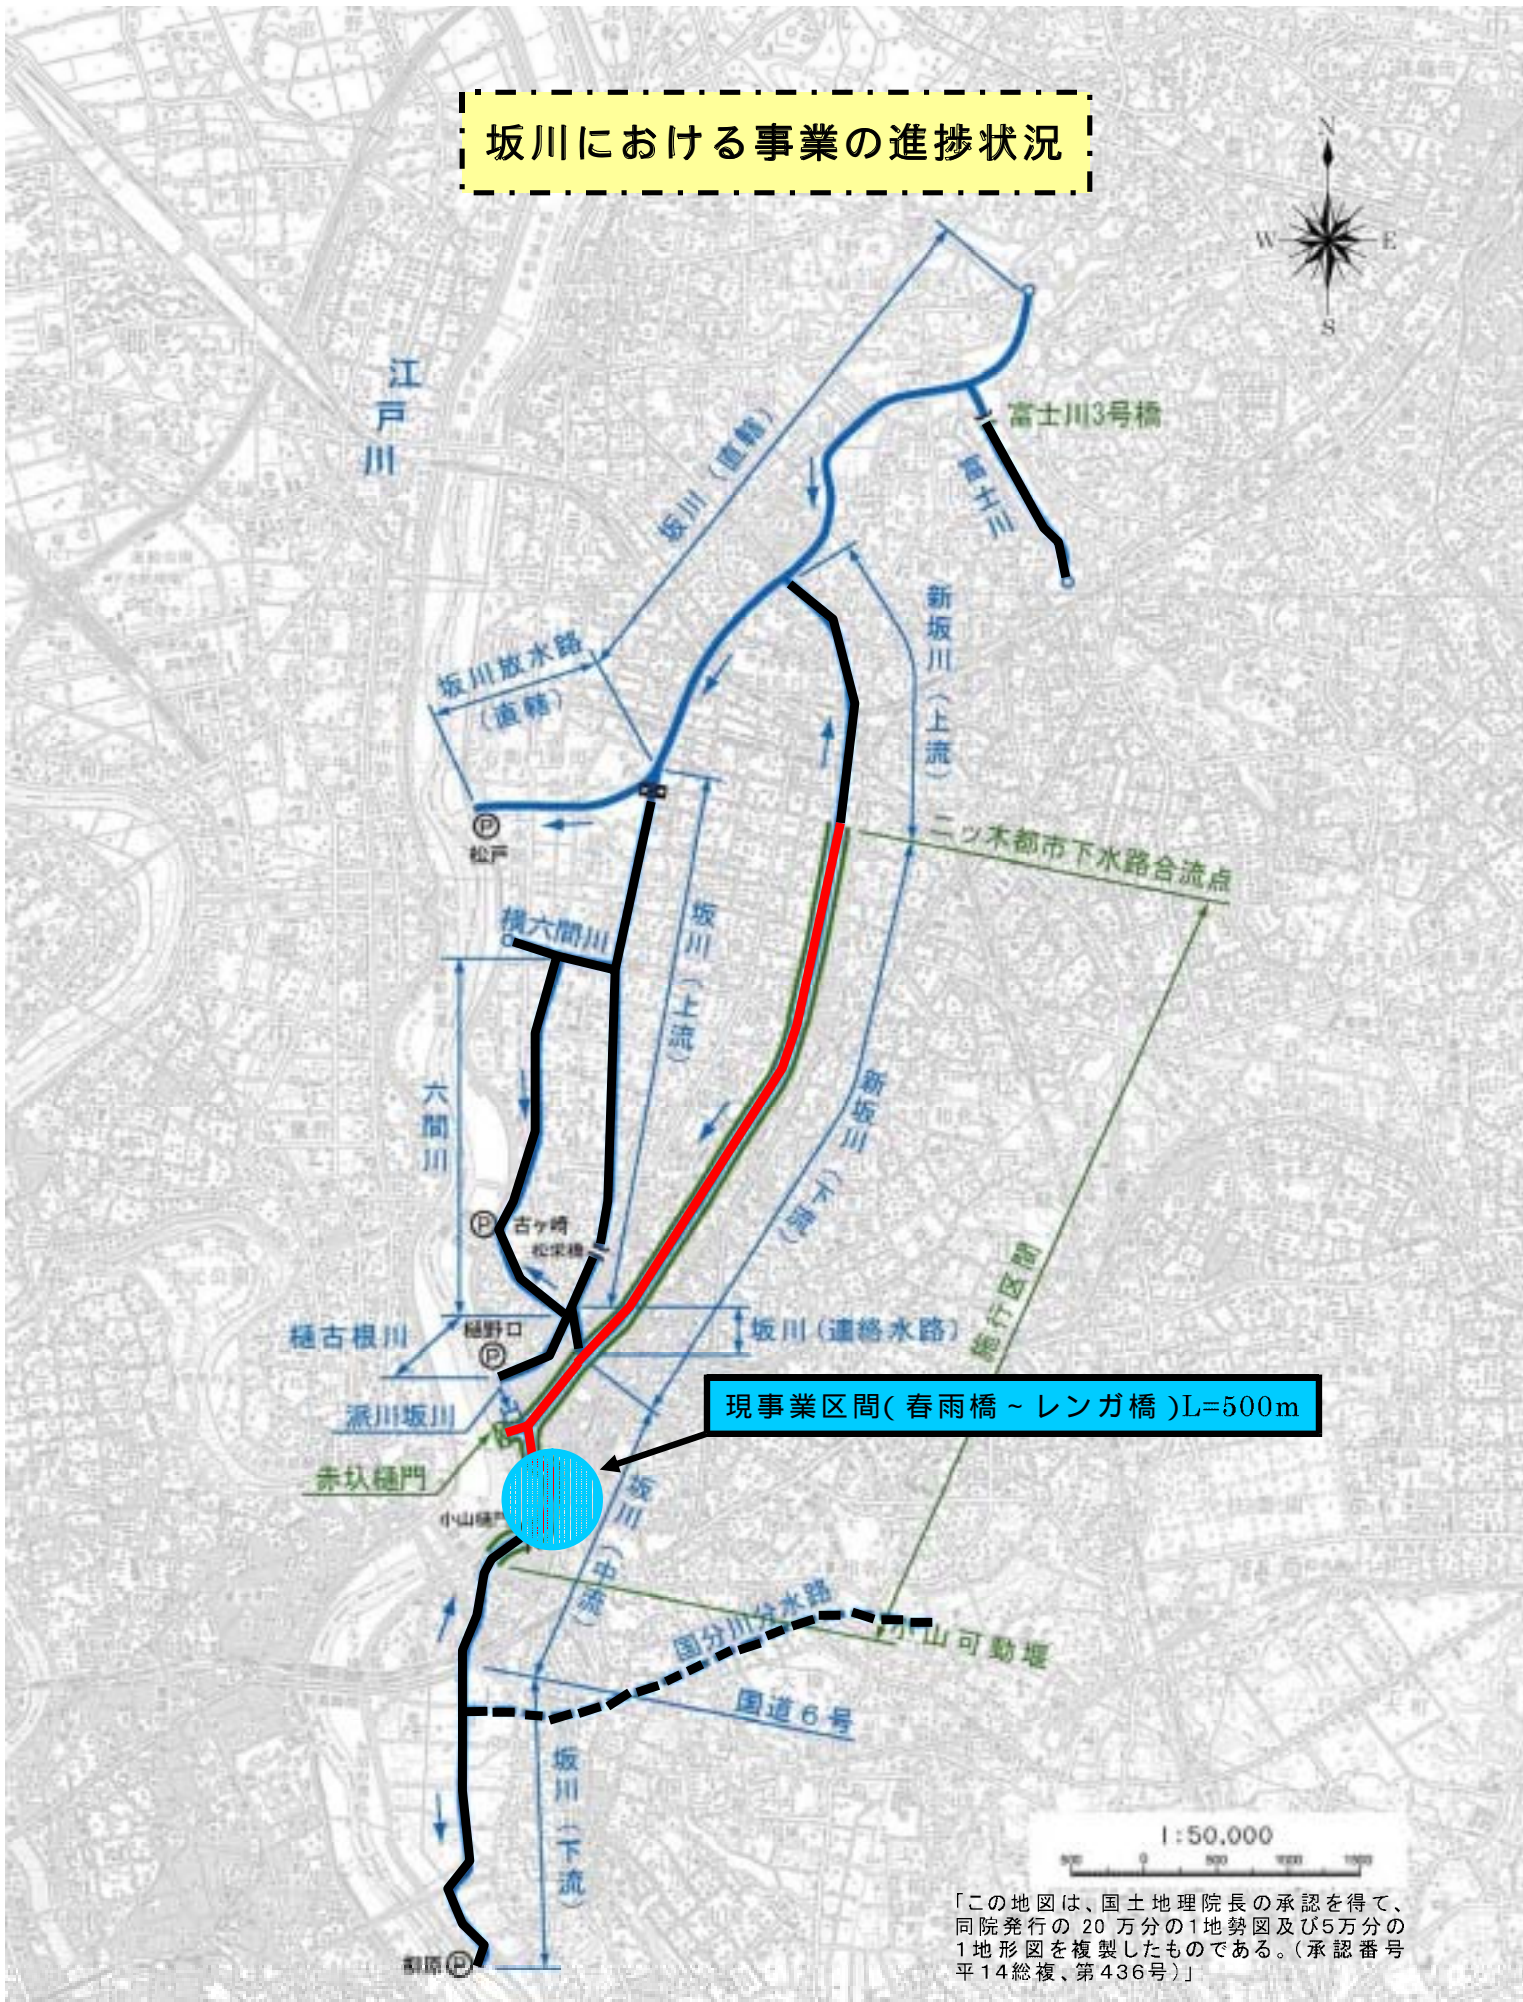 坂川における事業の進捗状況
N
W
E
S
江戸川
富士川3号橋
富士川
坂川(直轄)
新坂川(上流)
坂川放水路
(直轄)
P
松戸
二ッ木都市下水路合流点
横六間川
坂川(上流)
六間川
新坂川(下流)
P
古ヶ崎
松栄橋
施行区間
樋古根川
樋野口
P
坂川(連絡水路)
現事業区間(春雨橋~レンガ橋)L=500m
派川坂川
赤圦樋門
小山樋門
坂川(中流)
国分川分水路
小山可動堰
国道6号
坂川(下流)
柳原
P
1:50,000
500 0 500 1000 1500
「この地図は、国土地理院長の承認を得て、
同院発行の 20 万分の1地勢図及び5万分の
1地形図を複製したものである。(承認番号
平14総複、第436号)」